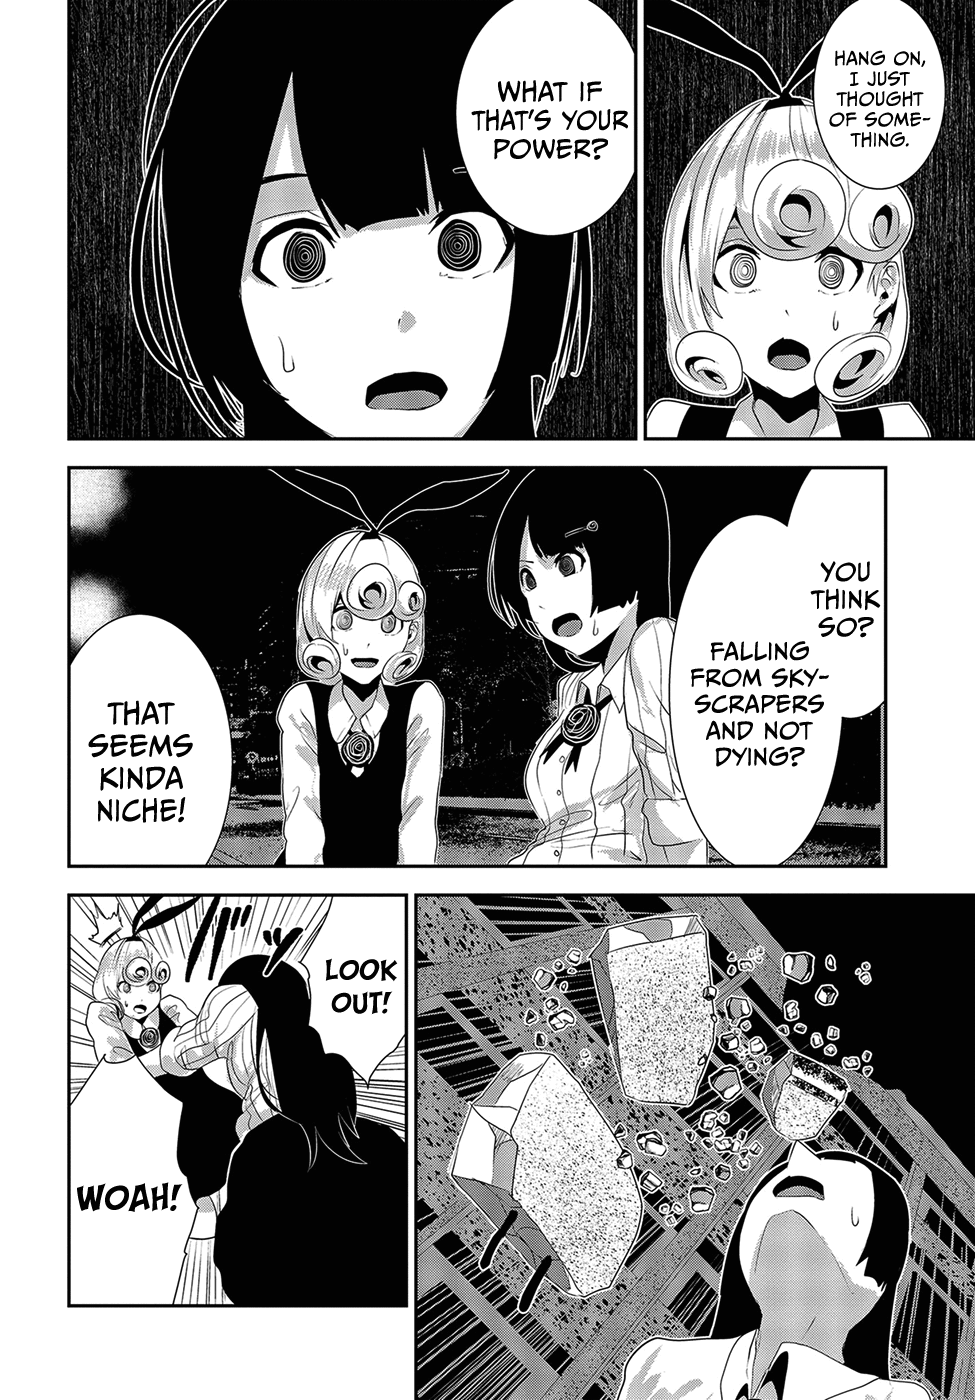 HANG ON,
I JUST
THOUGHT
OF SOME-
THING.
WHAT IF
THAT'S YOUR
POWER?
YOU
THINK
SO?
FALLING
FROM SKY-
SCRAPERS
AND NOT
DYING?
THAT
SEEMS
KINDA
NICHE!
LOOK
OUT!
WOAH!